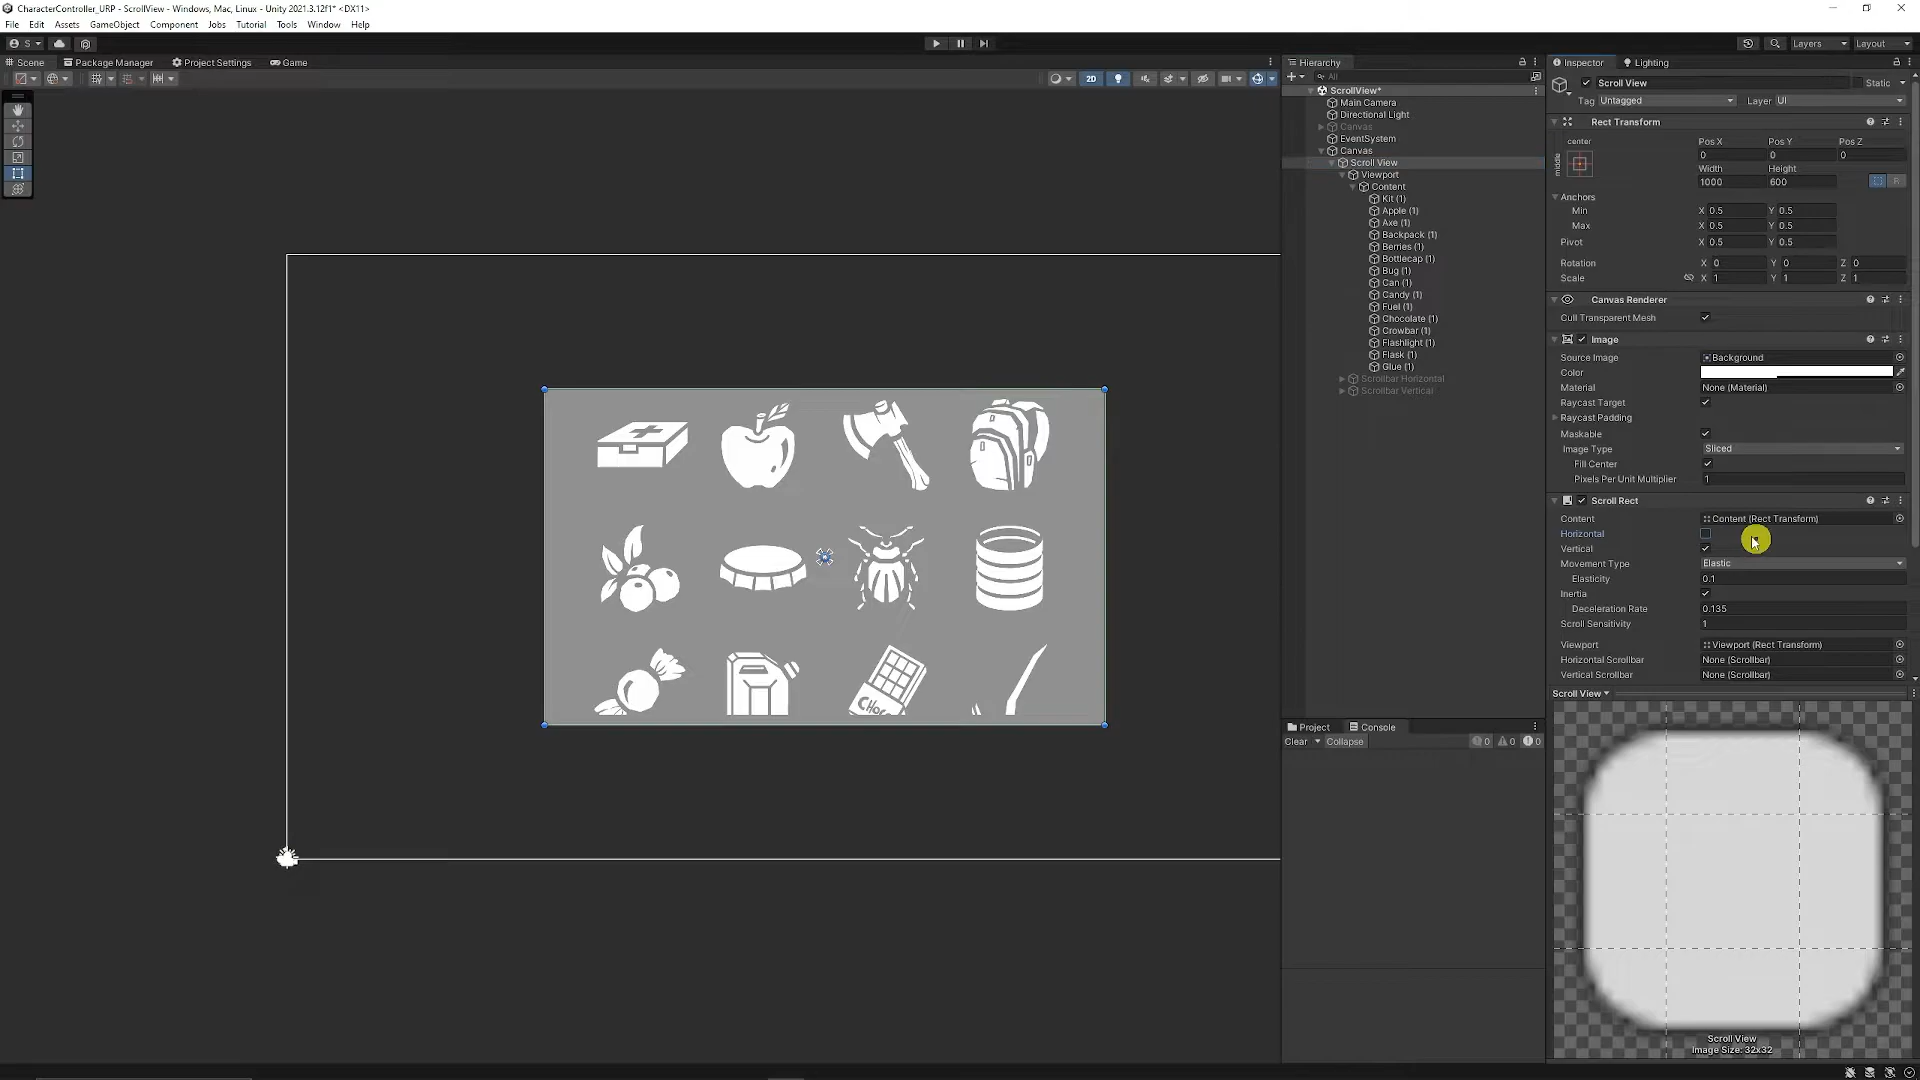 CharacterController_URP - ScrollView - Windows, Mac, Linux - Unity 2021.3.12f1* <DX11>
File Edit Assets GameObject Component Jobs Tutorial Tools Window Help
S Layers Layout
Scene Package Manager Project Settings Game
2D
Hierarchy
All
ScrollView*
Main Camera
Directional Light
Canvas
EventSystem
Canvas
Scroll View
Viewport
Content
Kit (1)
Apple (1)
Axe (1)
Backpack (1)
Berries (1)
Bottlecap (1)
Bug (1)
Can (1)
Candy (1)
Fuel (1)
Chocolate (1)
Crowbar (1)
Flashlight (1)
Flask (1)
Glue (1)
Scrollbar Horizontal
Scrollbar Vertical
CHOC
Project Console
Clear Collapse 0 0 0
Inspector Lighting
Scroll View Static
Tag Untagged Layer UI
Rect Transform
center Pos X Pos Y Pos Z
middle 0 0 0
Width Height
1000 600 R
Anchors
Min X 0.5 Y 0.5
Max X 0.5 Y 0.5
Pivot X 0.5 Y 0.5
Rotation X 0 Y 0 Z 0
Scale X 1 Y 1 Z 1
Canvas Renderer
Cull Transparent Mesh
Image
Source Image Background
Color
Material None (Material)
Raycast Target
Raycast Padding
Maskable
Image Type Sliced
Fill Center
Pixels Per Unit Multiplier 1
Scroll Rect
Content Content (Rect Transform)
Horizontal
Vertical
Movement Type Elastic
Elasticity 0.1
Inertia
Deceleration Rate 0.135
Scroll Sensitivity 1
Viewport Viewport (Rect Transform)
Horizontal Scrollbar None (Scrollbar)
Vertical Scrollbar None (Scrollbar)
Scroll View
Scroll View
Image Size: 32x32